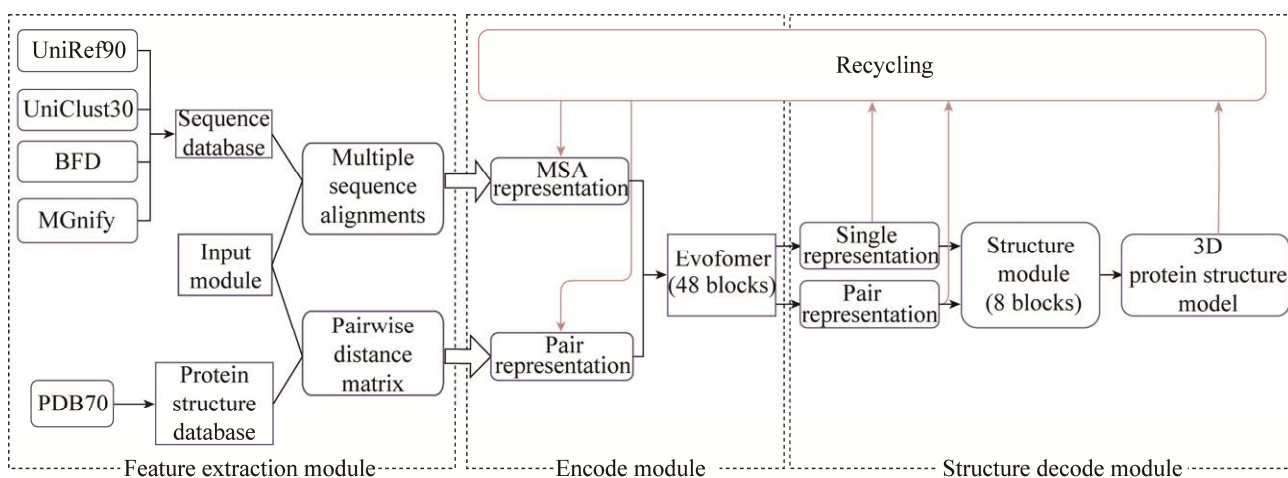 UniRef90
UniClust30
BFD
MGnify
Sequence
database
Input
module
PDB70
Protein
structure
database
Multiple
sequence
alignments
Pairwise
distance
matrix
Feature extraction module
Recycling
MSA
representation
Pair
representation
Evofomer
(48 blocks)
Encode module
Single
representation
Pair
representation
Structure
module
(8 blocks)
3D
protein structure
model
Structure decode module